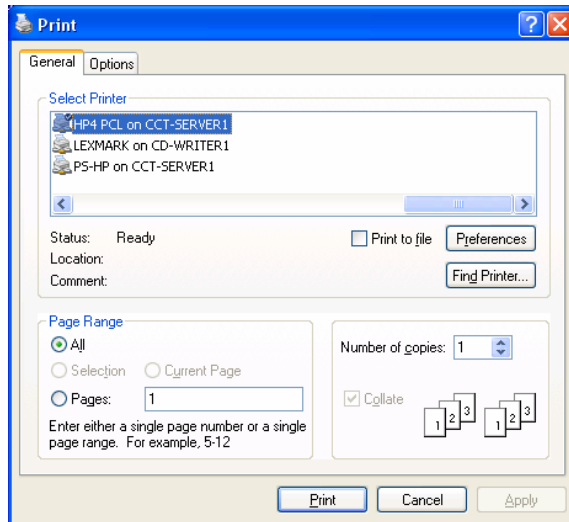 Print
General Options
Select Printer
HP4 PCL on CCT-SERVER1
LEXMARK on CD-WRITER1
PS-HP on CCT-SERVER1
Status: Ready
Print to file
Preferences
Location:
Comment:
Find Printer...
Page Range
All
Selection Current Page
Pages: 1
Enter either a single page number or a single
page range. For example, 5-12
Number of copies: 1
Collate
1 2 3 1 2 3
Print Cancel Apply